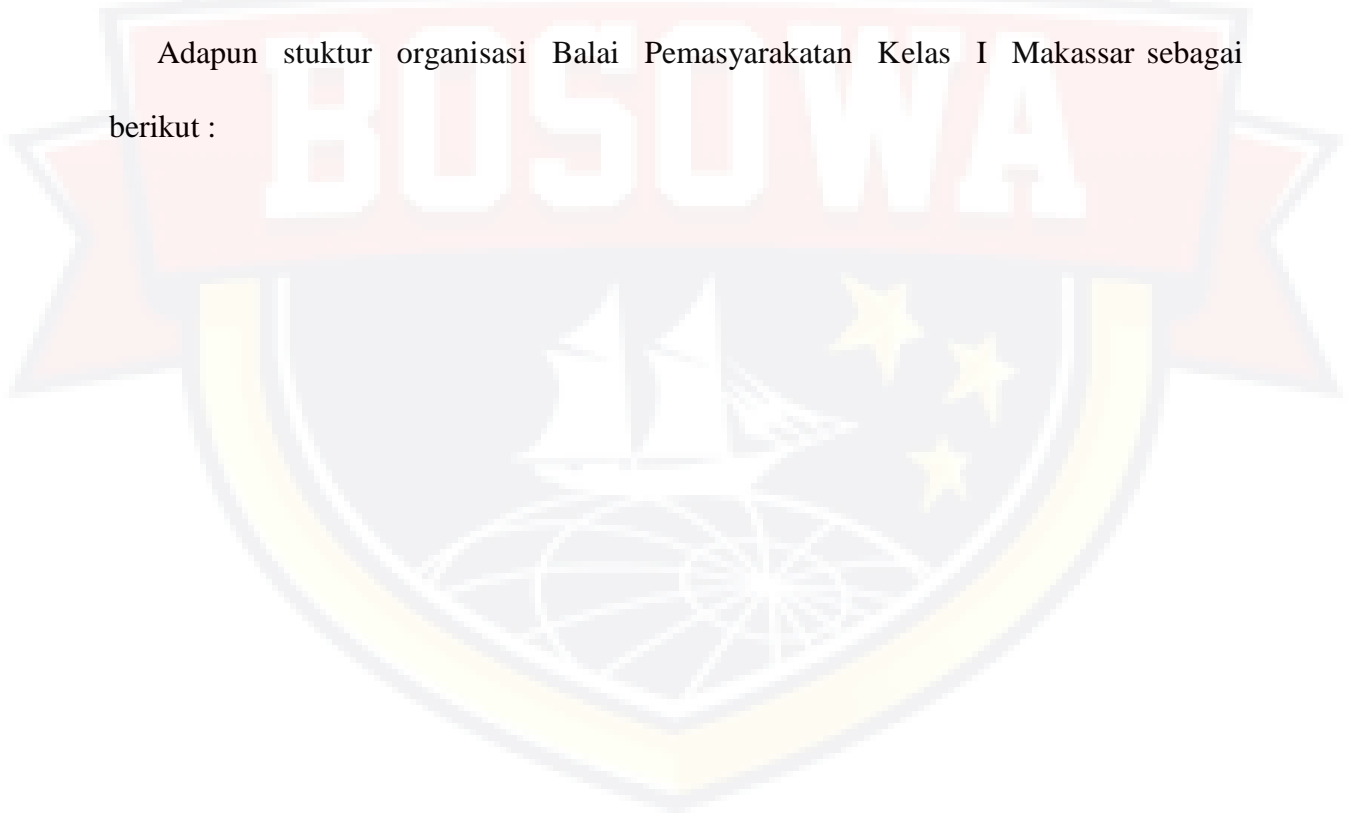 BOSOWA
Adapun stuktur organisasi Balai Pemasyarakatan Kelas I Makassar sebagai
berikut :